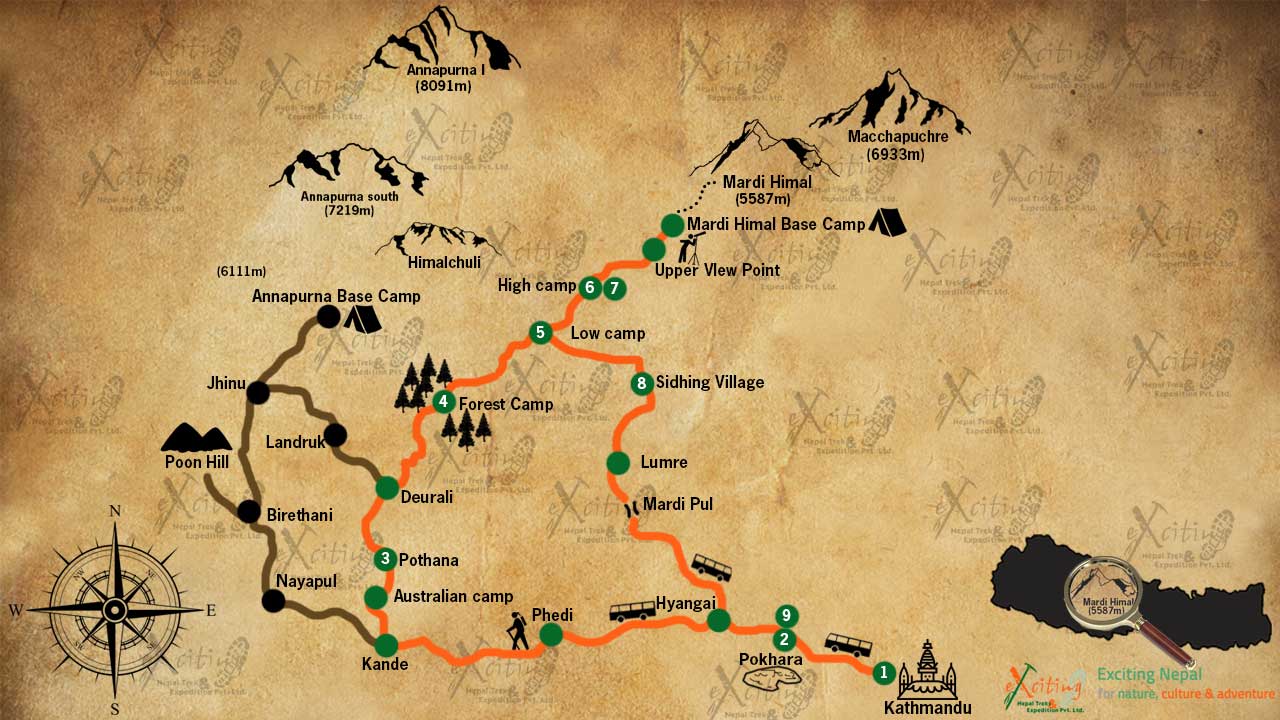 Annapurna I
(8091m)
Macchapuchre
(6933m)
Annapurna south
(7219m)
Mardi Himal
(5587m)
Mardi Himal Base Camp
Himalchuli
Upper VIew Point
(6111m)
High camp
6
7
Annapurna Base Camp
5
Low camp
Jhinu
8
Sidhing Village
4
Forest Camp
Landruk
Poon Hill
Lumre
Deurali
Mardi Pul
Birethani
3
Pothana
Nayapul
Australian camp
Phedi
Hyangai
9
2
Kande
Pokhara
1
Kathmandu
N
W
E
S
NW
NE
Mardi Himal
(5587m)
eXciting
Nepal Trek &
Expedition Pvt. Ltd.
Exciting Nepal
for nature, culture & adventure